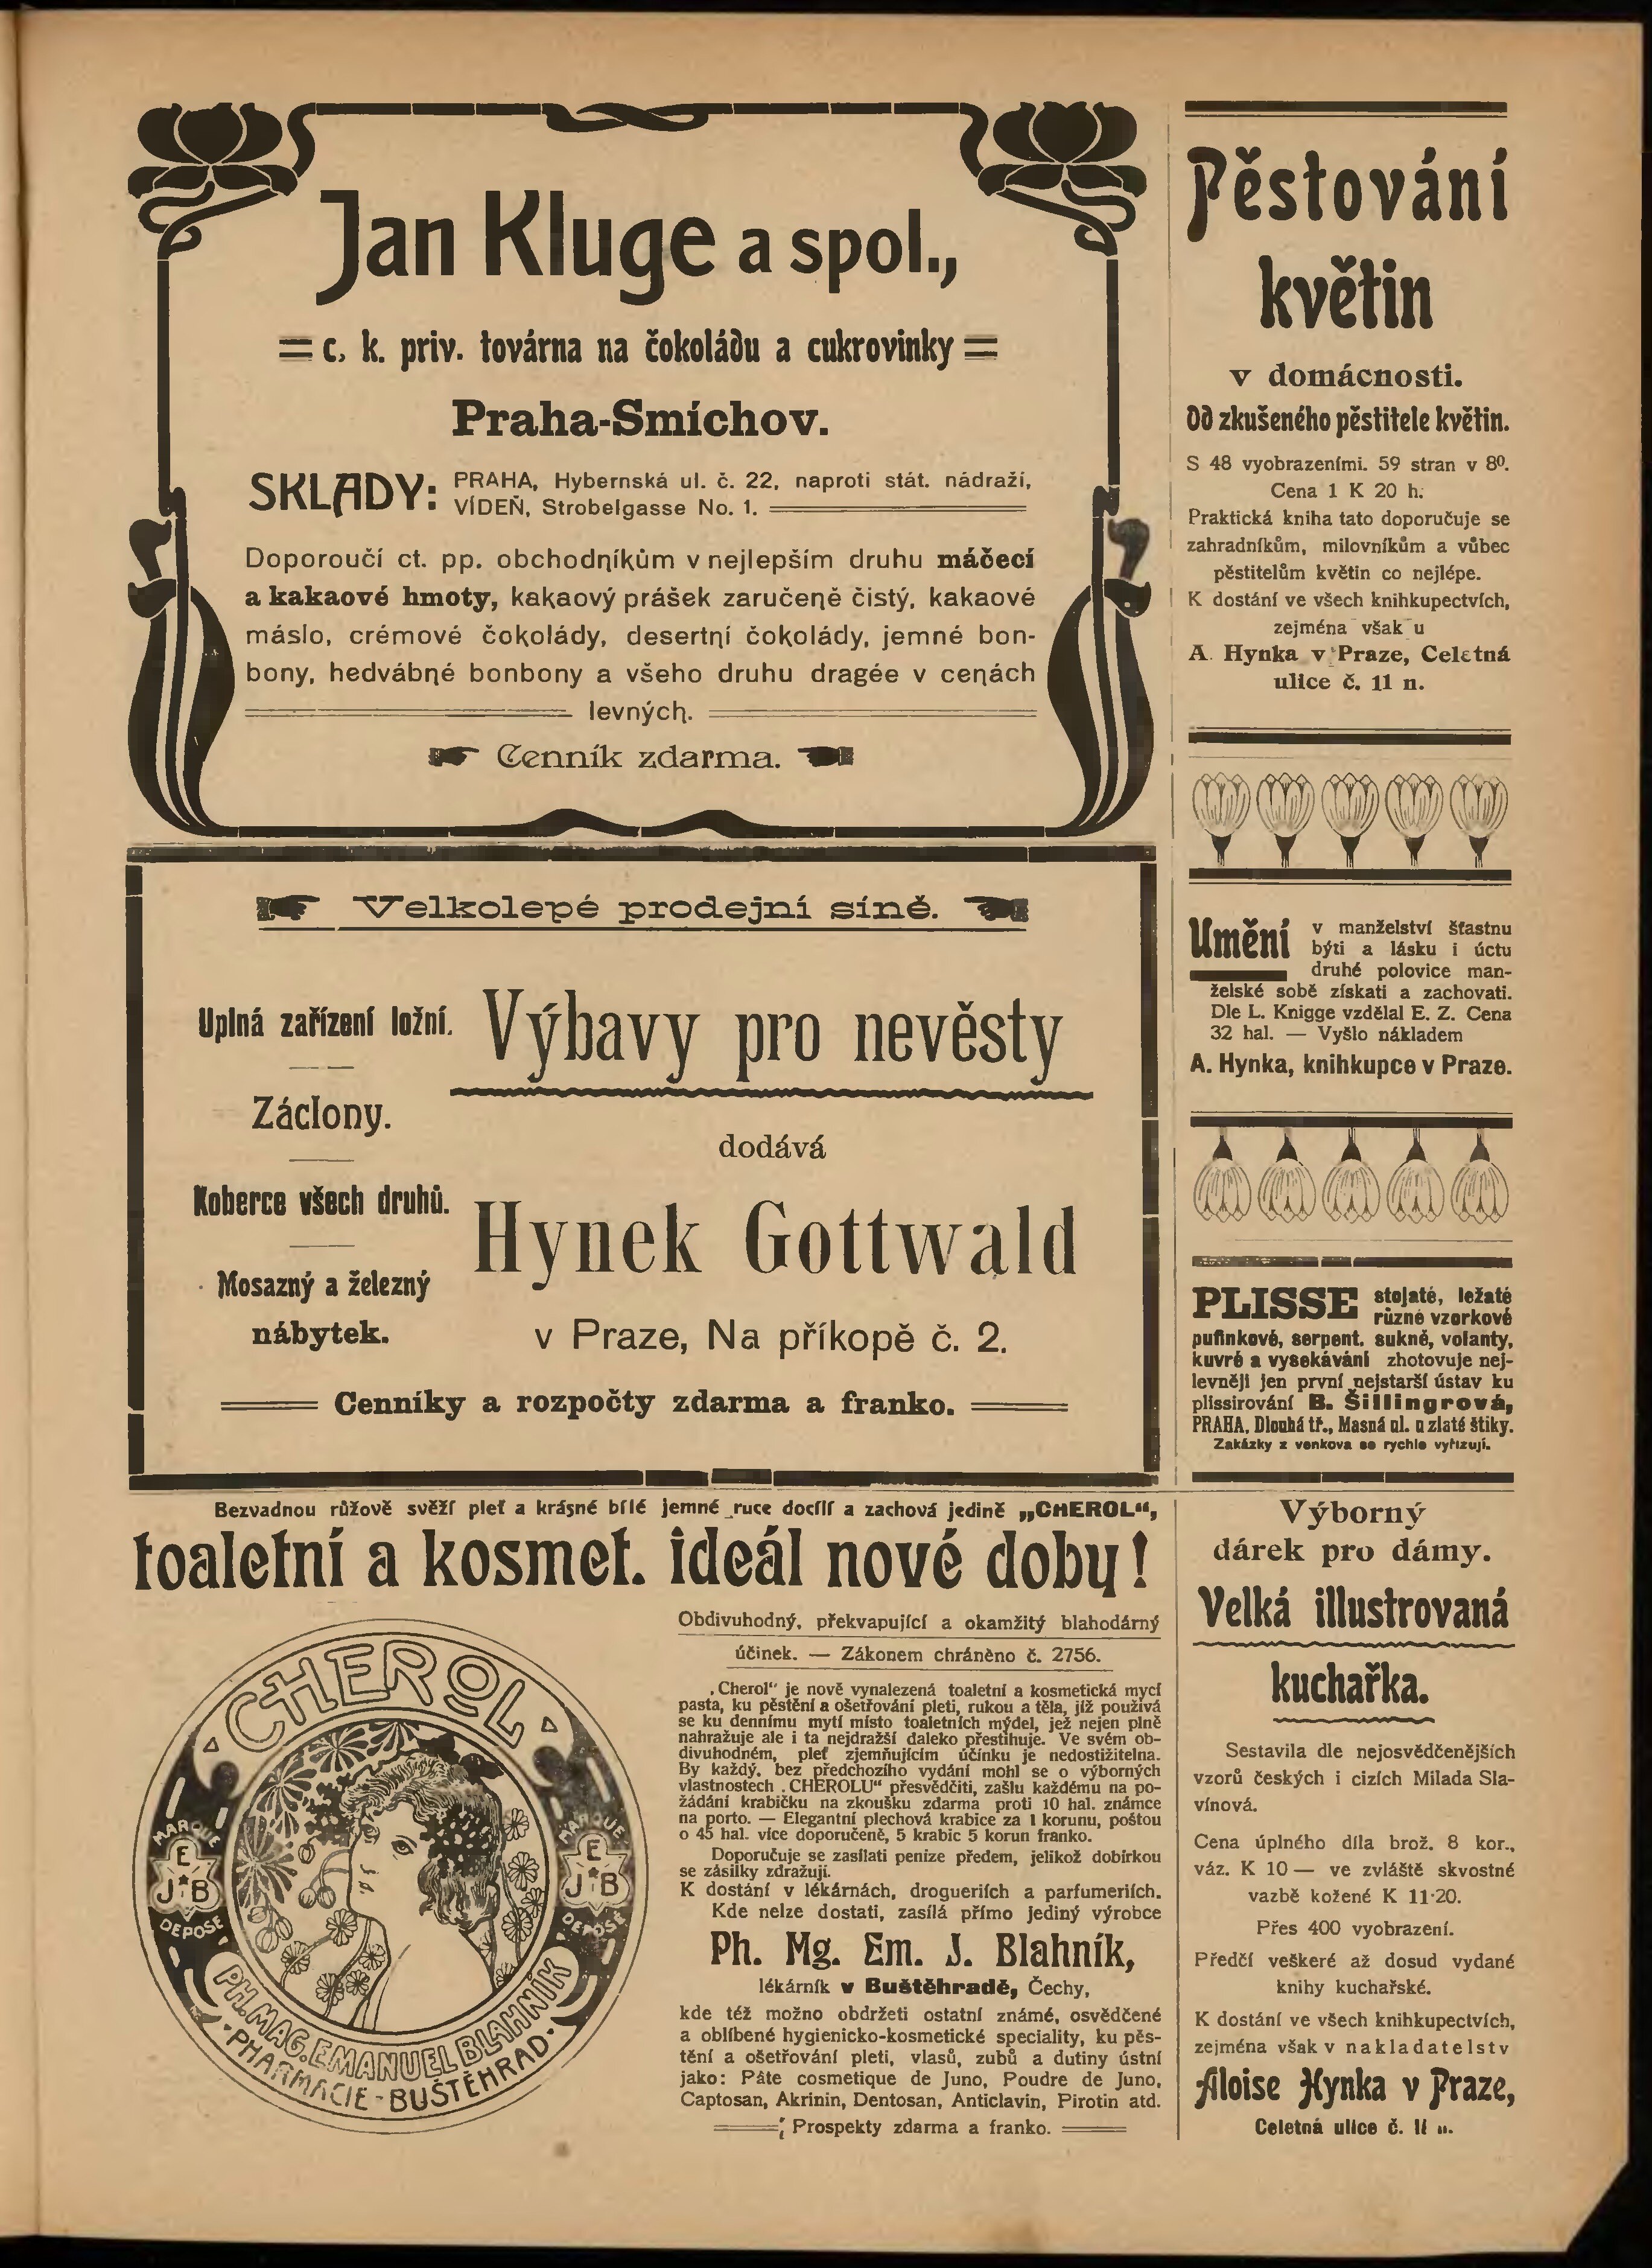 Jan Kluge a spol.,
c. k. priv. továrna na čokoládu a cukrovinky
Praha-Smíchov.
SKLADY: PRAHA, Hybernská ul. č. 22, naproti stát. nádraží,
VÍDEŇ, Strobelgasse No. 1.
Doporoučí ct. pp. obchodníkům v nejlepším druhu máčecí
a kakaové hmoty, kakaový prášek zaručeně čistý, kakaové
máslo, crémové čokolády, desertní čokolády, jemné bon-
bony, hedvábné bonbony a všeho druhu dragée v cenách
levných.
Cenník zdarma.
Velkolepé prodejní síně.
Uplná zařízení ložní.
Záclony.
Koberce všech druhů.
Mosazný a železný
nábytek.
Výbavy pro nevěsty
dodává
Hynek Gottwald
v Praze, Na příkopě č. 2.
Cenníky a rozpočty zdarma a franko.
Bezvadnou růžově svěží pleť a krásné bílé jemné ruce docílí a zachová jedině „CHEROL“,
toaletní a kosmet. ideál nové doby!
CHEROL
MARQUE
E
J B
DEPOSÉ
MARQUE
E
J B
DEPOSÉ
PH. MAG. EMANUEL BLAHNÍK
PHARMACIE - BUŠTĚHRAD
Obdivuhodný, překvapující a okamžitý blahodárný
účinek. — Zákonem chráněno č. 2756.
„Cherol“ je nově vynalezená toaletní a kosmetická mycí
pasta, ku pěstění a ošetřování pleti, rukou a těla, jíž používá
se ku dennímu mytí místo toaletních mýdel, jež nejen plně
nahražuje ale i ta nejdražší daleko přestihuje. Ve svém ob-
divuhodném, pleť zjemňujícím účinku je nedostižitelna.
By každý, bez předchozího vydání mohl se o výborných
vlastnostech „CHEROLU“ přesvědčiti, zašlu každému na po-
žádání krabičku na zkoušku zdarma proti 10 hal. známce
na porto. — Elegantní plechová krabice za 1 korunu, poštou
o 45 hal. více doporučeně, 5 krabic 5 korun franko.
Doporučuje se zasílati peníze předem, jelikož dobírkou
se zásilky zdražují.
K dostání v lékárnách, drogueriích a parfumeriích.
Kde nelze dostati, zasílá přímo jediný výrobce
Ph. Mg. Em. J. Blahník,
lékárník v Buštěhradě, Čechy,
kde též možno obdržeti ostatní známé, osvědčené
a oblíbené hygienicko-kosmetické speciality, ku pěs-
tění a ošetřování pleti, vlasů, zubů a dutiny ústní
jako: Páte cosmetique de Juno, Poudre de Juno,
Captosan, Akrinin, Dentosan, Anticlavin, Pirotin atd.
Prospekty zdarma a franko.
Pěstování
květin
v domácnosti.
Od zkušeného pěstitele květin.
S 48 vyobrazeními. 59 stran v 8⁰.
Cena 1 K 20 h.
Praktická kniha tato doporučuje se
zahradníkům, milovníkům a vůbec
pěstitelům květin co nejlépe.
K dostání ve všech knihkupectvích,
zejména však u
A. Hynka v Praze, Celetná
ulice č. 11 n.
Umění v manželství šťastnu
býti a lásku i úctu
druhé polovice man-
želské sobě získati a zachovati.
Dle L. Knigge vzdělal E. Z. Cena
32 hal. — Vyšlo nákladem
A. Hynka, knihkupce v Praze.
PLISSE stojaté, ležaté
různé vzorkové
pufinkové, serpent. sukně, volanty,
kuvré a vysekávání zhotovuje nej-
levněji jen první nejstarší ústav ku
plissirování B. Šillingrová,
PRAHA, Dlouhá tř., Masná ul. u zlaté štiky.
Zakázky z venkova se rychle vyřizují.
Výborný
dárek pro dámy.
Velká illustrovaná
kuchařka.
Sestavila dle nejosvědčenějších
vzorů českých i cizích Milada Sla-
vínová.
Cena úplného díla brož. 8 kor.,
váz. K 10 — ve zvláště skvostné
vazbě kožené K 11·20.
Přes 400 vyobrazení.
Předčí veškeré až dosud vydané
knihy kuchařské.
K dostání ve všech knihkupectvích,
zejména však v nakladatelstv
Aloise Hynka v Praze,
Celetná ulice č. 11 n.